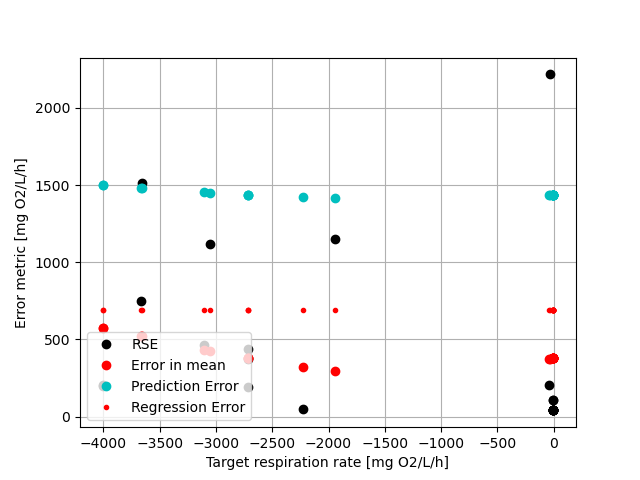 2000
1500
1000
500
0
Error metric [mg O2/L/h]
RSE
Error in mean
Prediction Error
Regression Error
−4000 −3500 −3000 −2500 −2000 −1500 −1000 −500 0
Target respiration rate [mg O2/L/h]